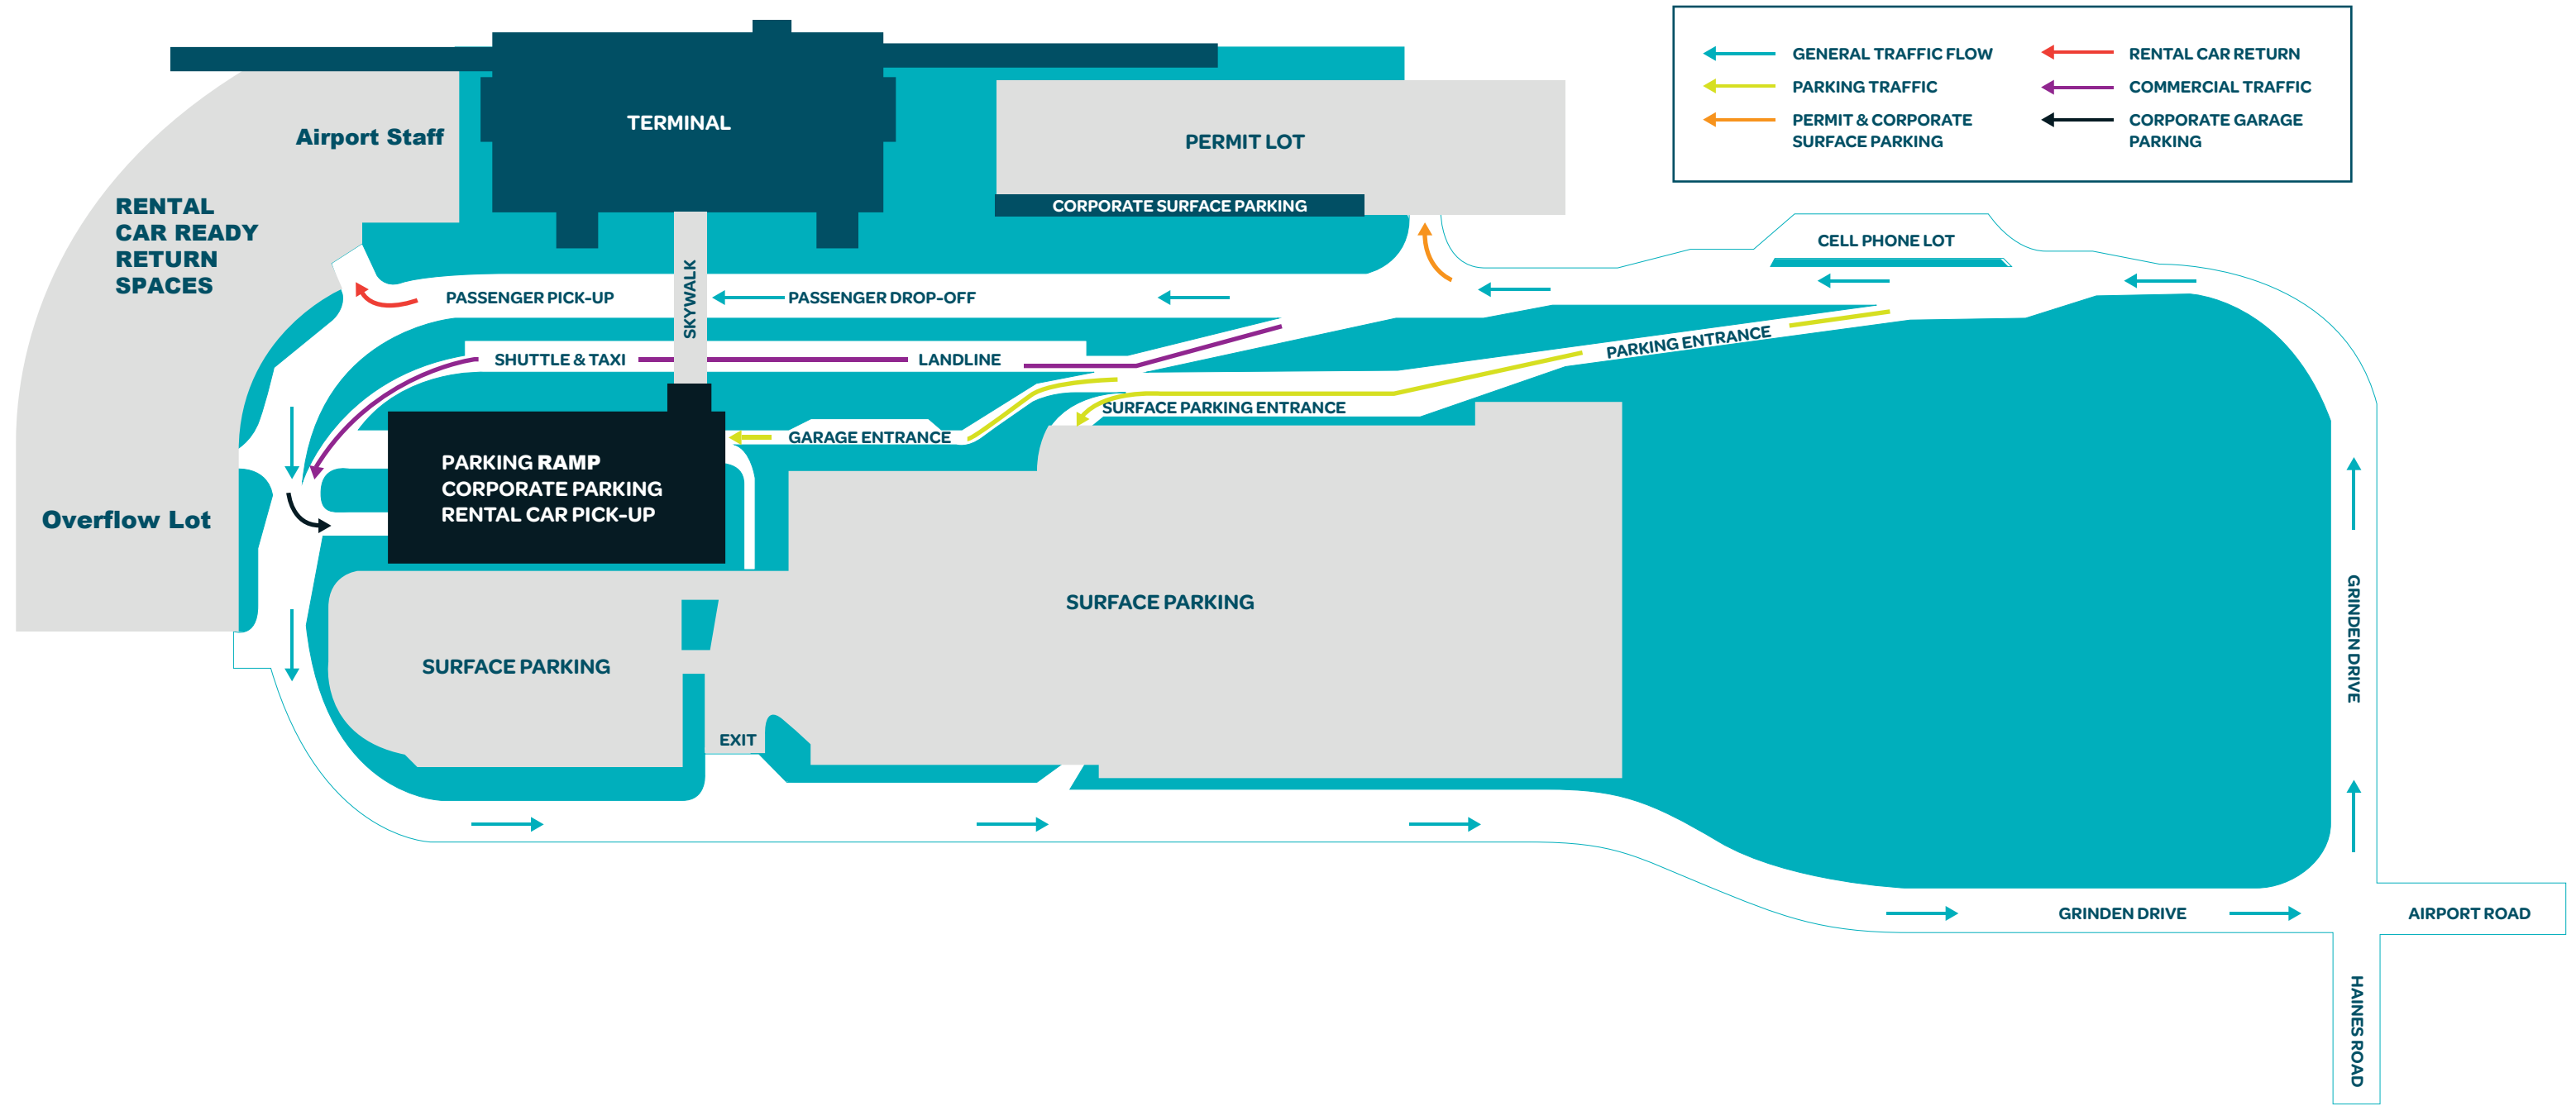 GENERAL TRAFFIC FLOW
PARKING TRAFFIC
PERMIT & CORPORATE
SURFACE PARKING
RENTAL CAR RETURN
COMMERCIAL TRAFFIC
CORPORATE GARAGE
PARKING
TERMINAL
Airport Staff
PERMIT LOT
CORPORATE SURFACE PARKING
RENTAL
CAR READY
RETURN
SPACES
CELL PHONE LOT
SKYWALK
PASSENGER PICK-UP
PASSENGER DROP-OFF
PARKING ENTRANCE
SHUTTLE & TAXI
LANDLINE
SURFACE PARKING ENTRANCE
GARAGE ENTRANCE
PARKING RAMP
CORPORATE PARKING
RENTAL CAR PICK-UP
Overflow Lot
SURFACE PARKING
SURFACE PARKING
EXIT
GRINDEN DRIVE
GRINDEN DRIVE
AIRPORT ROAD
HAINES ROAD